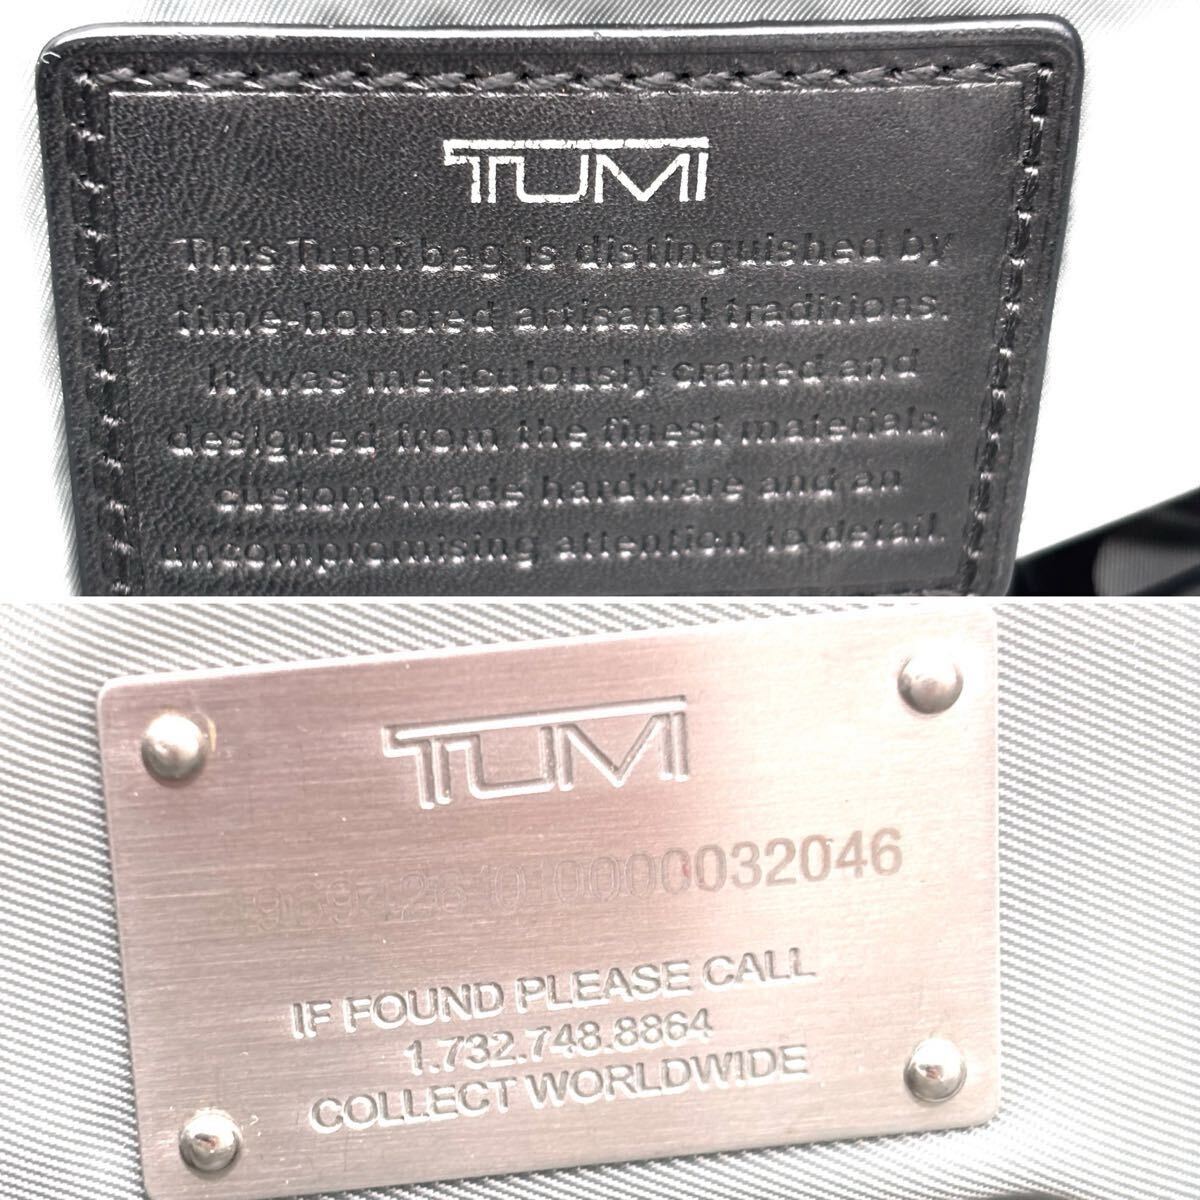 TUMI
This Tumi bag is distinguished by
time-honored artisanal traditions.
It was meticulously crafted and
designed from the finest materials,
custom-made hardware and an
uncompromising attention to detail.
TUMI
IF FOUND PLEASE CALL
1.732.748.8864
COLLECT WORLDWIDE